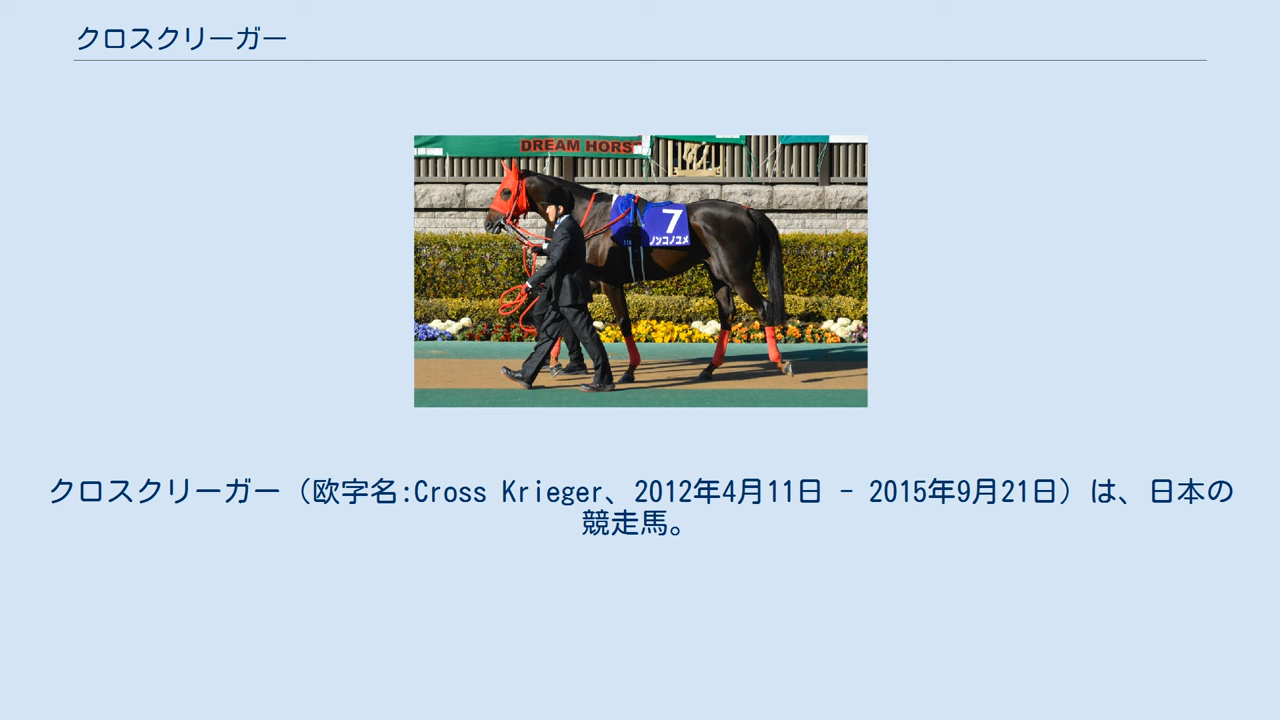 クロスクリーガー
DREAM HORS
7
ノンコノユメ
クロスクリーガー（欧字名:Cross Krieger、2012年4月11日 - 2015年9月21日）は、日本の
競走馬。